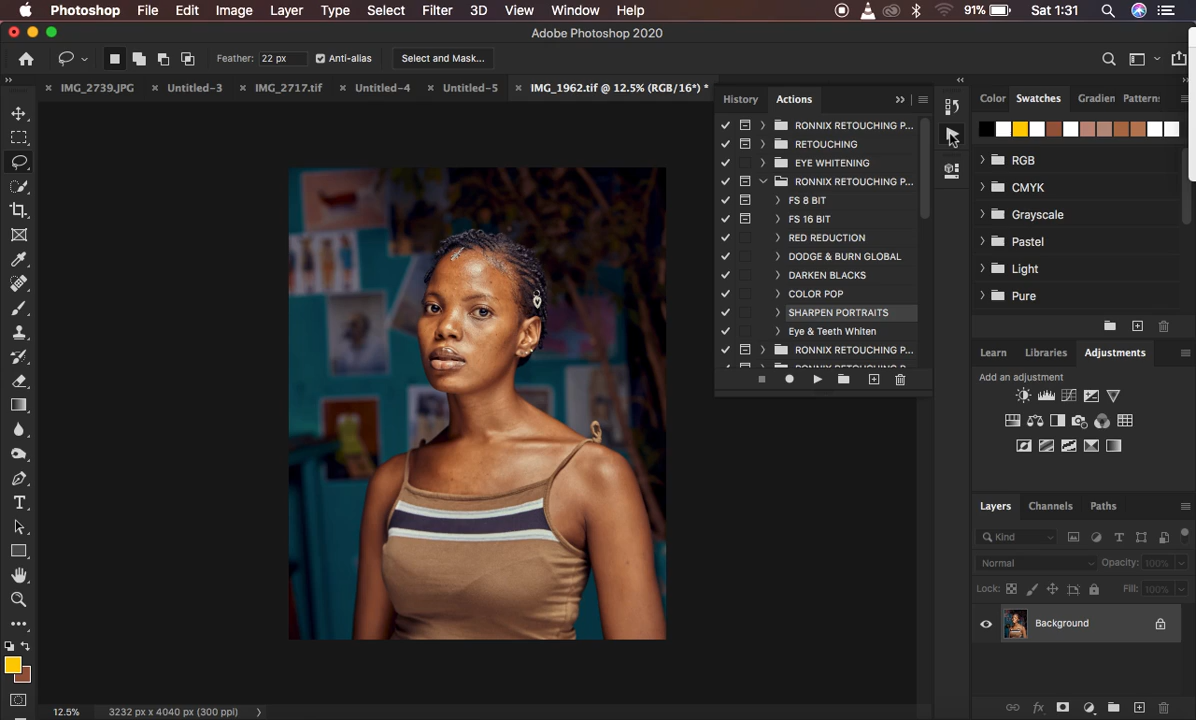 Photoshop File Edit Image Layer Type Select Filter 3D View Window Help 91% Sat 1:31
Adobe Photoshop 2020
Feather: 22 px Anti-alias Select and Mask...
IMG_2739.JPG Untitled-3 IMG_2717.tif Untitled-4 Untitled-5 IMG_1962.tif @ 12.5% (RGB/16*) *
History Actions
RONNIX RETOUCHING P...
RETOUCHING
EYE WHITENING
RONNIX RETOUCHING P...
FS 8 BIT
FS 16 BIT
RED REDUCTION
DODGE & BURN GLOBAL
DARKEN BLACKS
COLOR POP
SHARPEN PORTRAITS
Eye & Teeth Whiten
RONNIX RETOUCHING P...
Color Swatches Gradien Pattern:
RGB
CMYK
Grayscale
Pastel
Light
Pure
Learn Libraries Adjustments
Add an adjustment
Layers Channels Paths
Kind
Normal Opacity: 100%
Lock: Fill: 100%
Background
12.5% 3232 px x 4040 px (300 ppi)